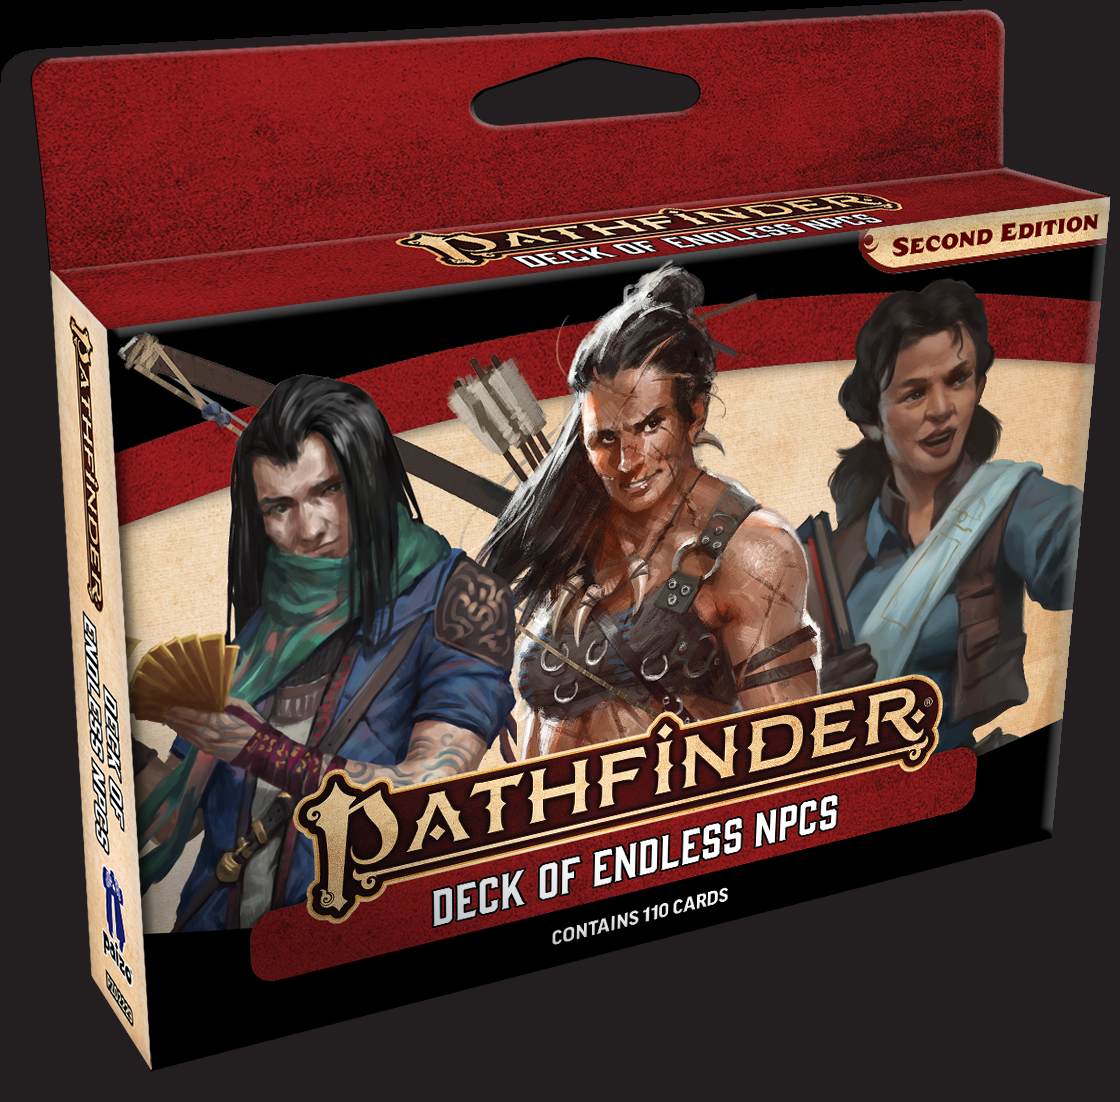 PATHFINDER
DECK OF ENDLESS NPCS
SECOND EDITION
PATHFINDER
DECK OF
ENDLESS NPCS
paizo
PATHFINDER®
DECK OF ENDLESS NPCS
CONTAINS 110 CARDS